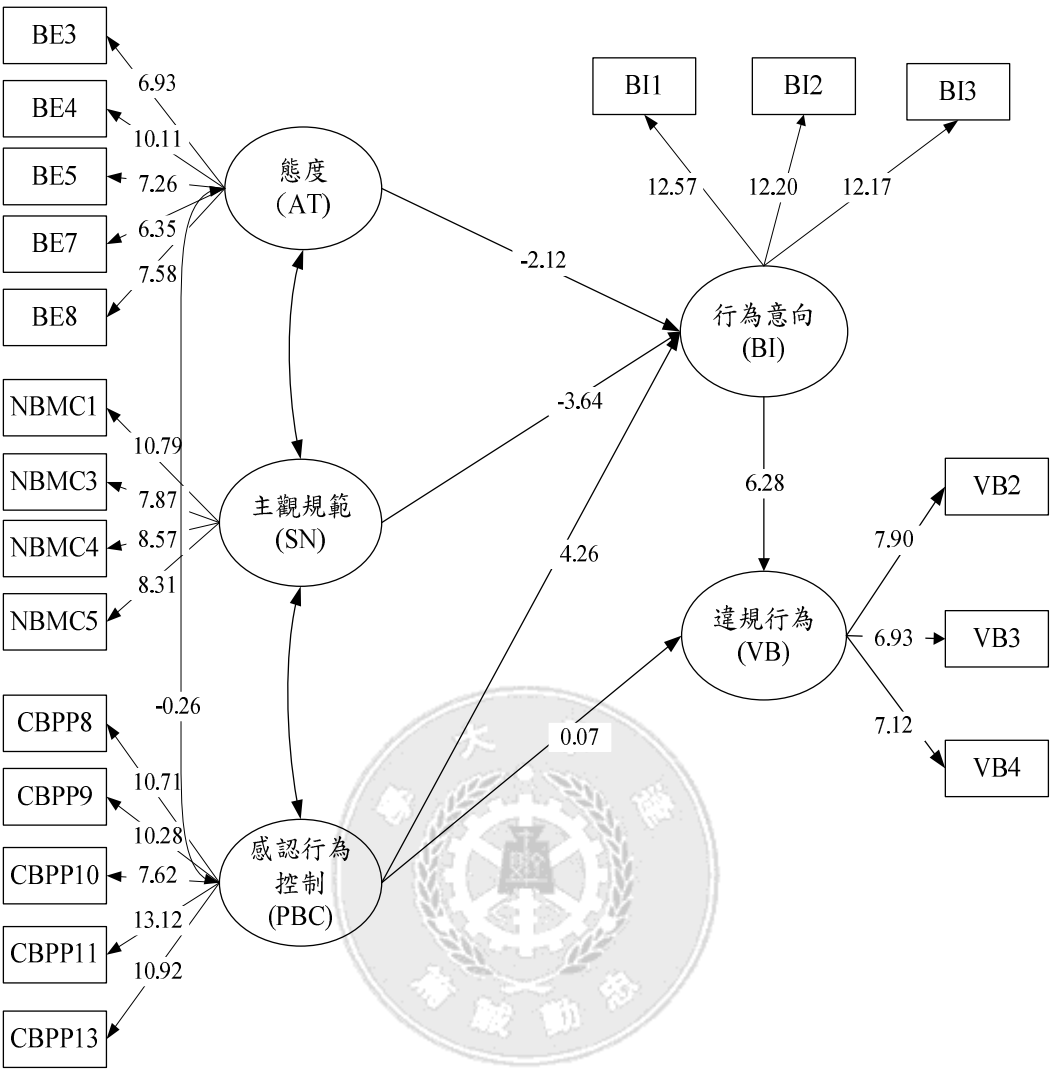 BE3
6.93
BE4
10.11
BE5
7.26
BE7
6.35
BE8
7.58
態度
(AT)
BI1
BI2
BI3
12.57
12.20
12.17
-2.12
行為意向
(BI)
NBMC1
10.79
NBMC3
7.87
NBMC4
8.57
NBMC5
8.31
主觀規範
(SN)
-3.64
6.28
4.26
違規行為
(VB)
VB2
7.90
VB3
6.93
VB4
7.12
-0.26
0.07
CBPP8
10.71
CBPP9
10.28
CBPP10
7.62
CBPP11
13.12
CBPP13
10.92
感認行為
控制
(PBC)
大
誠
勤
忠